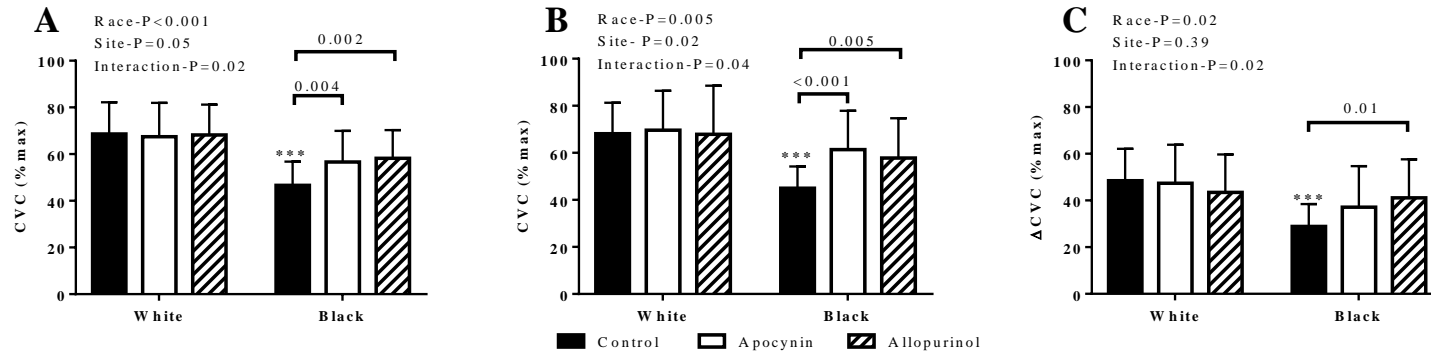 A
Race-P<0.001
Site-P=0.05
Interaction-P=0.02
0.002
0.004
***
CVC (%max)
100
80
60
40
20
0
White
Black
B
Race-P=0.005
Site- P=0.02
Interaction-P=0.04
0.005
<0.001
***
CVC (%max)
100
80
60
40
20
0
White
Black
C
Race-P=0.02
Site-P=0.39
Interaction-P=0.02
0.01
***
ΔCVC (%max)
100
80
60
40
20
0
White
Black
Control
Apocynin
Allopurinol